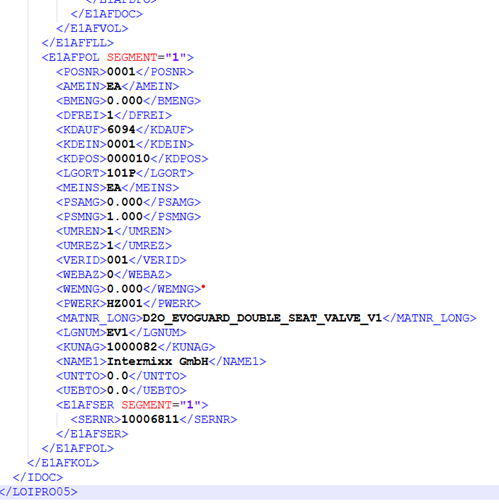 </E1AFDOC>
</E1AFVOL>
</E1AFFLL>
<E1AFPOL SEGMENT="1">
<POSNR>0001</POSNR>
<AMEIN>EA</AMEIN>
<BMENG>0.000</BMENG>
<DFREI>1</DFREI>
<KDAUF>6094</KDAUF>
<KDEIN>0001</KDEIN>
<KDPOS>000010</KDPOS>
<LGORT>101P</LGORT>
<MEINS>EA</MEINS>
<PSAMG>0.000</PSAMG>
<PSMNG>1.000</PSMNG>
<UMREN>1</UMREN>
<UMREZ>1</UMREZ>
<VERID>001</VERID>
<WEBAZ>0</WEBAZ>
<WEMNG>0.000</WEMNG>
<PWERK>HZ001</PWERK>
<MATNR_LONG>D2O_EVOGUARD_DOUBLE_SEAT_VALVE_V1</MATNR_LONG>
<LGNUM>EV1</LGNUM>
<KUNAG>1000082</KUNAG>
<NAME1>Intermixx GmbH</NAME1>
<UNTTO>0.0</UNTTO>
<UEBTO>0.0</UEBTO>
<E1AFSER SEGMENT="1">
<SERNR>10006811</SERNR>
</E1AFSER>
</E1AFPOL>
</E1AFKOL>
</IDOC>
</LOIPRO05>